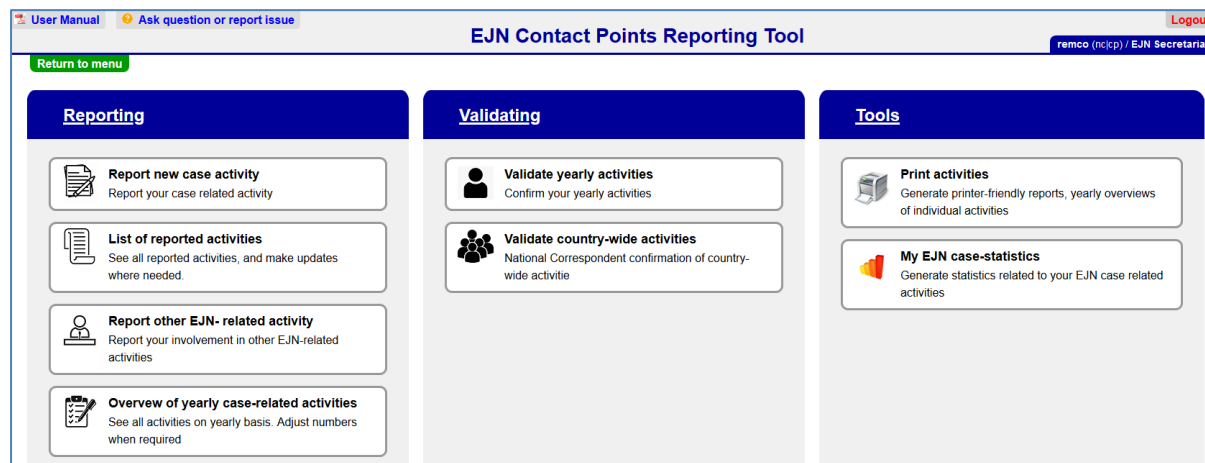 User Manual
Ask question or report issue
EJN Contact Points Reporting Tool
Logou
remco (nc|cp) / EJN Secretaria
Return to menu
Reporting
Report new case activity
Report your case related activity
List of reported activities
See all reported activities, and make updates
where needed.
Report other EJN- related activity
Report your involvement in other EJN-related
activities
Overvew of yearly case-related activities
See all activities on yearly basis. Adjust numbers
when required
Validating
Validate yearly activities
Confirm your yearly activities
Validate country-wide activities
National Correspondent confirmation of country-
wide activitie
Tools
Print activities
Generate printer-friendly reports, yearly overviews
of individual activities
My EJN case-statistics
Generate statistics related to your EJN case related
activities